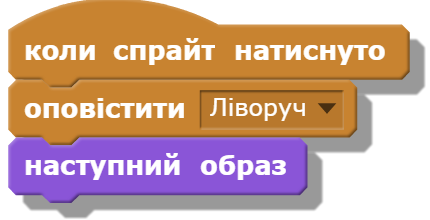 коли спрайт натиснуто
оповістити Ліворуч
наступний образ